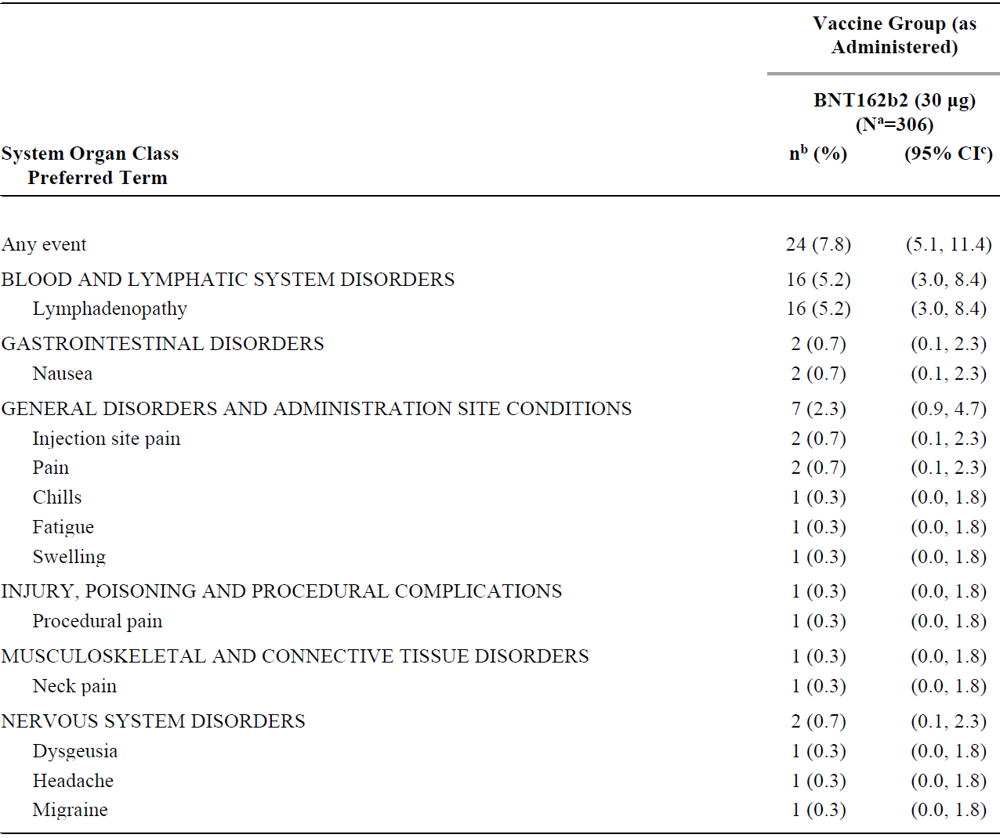 Vaccine Group (as
Administered)
BNT162b2 (30 µg)
(Nᵃ=306)
System Organ Class
Preferred Term
nᵇ (%) (95% CIᶜ)
Any event 24 (7.8) (5.1, 11.4)
BLOOD AND LYMPHATIC SYSTEM DISORDERS 16 (5.2) (3.0, 8.4)
Lymphadenopathy 16 (5.2) (3.0, 8.4)
GASTROINTESTINAL DISORDERS 2 (0.7) (0.1, 2.3)
Nausea 2 (0.7) (0.1, 2.3)
GENERAL DISORDERS AND ADMINISTRATION SITE CONDITIONS 7 (2.3) (0.9, 4.7)
Injection site pain 2 (0.7) (0.1, 2.3)
Pain 2 (0.7) (0.1, 2.3)
Chills 1 (0.3) (0.0, 1.8)
Fatigue 1 (0.3) (0.0, 1.8)
Swelling 1 (0.3) (0.0, 1.8)
INJURY, POISONING AND PROCEDURAL COMPLICATIONS 1 (0.3) (0.0, 1.8)
Procedural pain 1 (0.3) (0.0, 1.8)
MUSCULOSKELETAL AND CONNECTIVE TISSUE DISORDERS 1 (0.3) (0.0, 1.8)
Neck pain 1 (0.3) (0.0, 1.8)
NERVOUS SYSTEM DISORDERS 2 (0.7) (0.1, 2.3)
Dysgeusia 1 (0.3) (0.0, 1.8)
Headache 1 (0.3) (0.0, 1.8)
Migraine 1 (0.3) (0.0, 1.8)